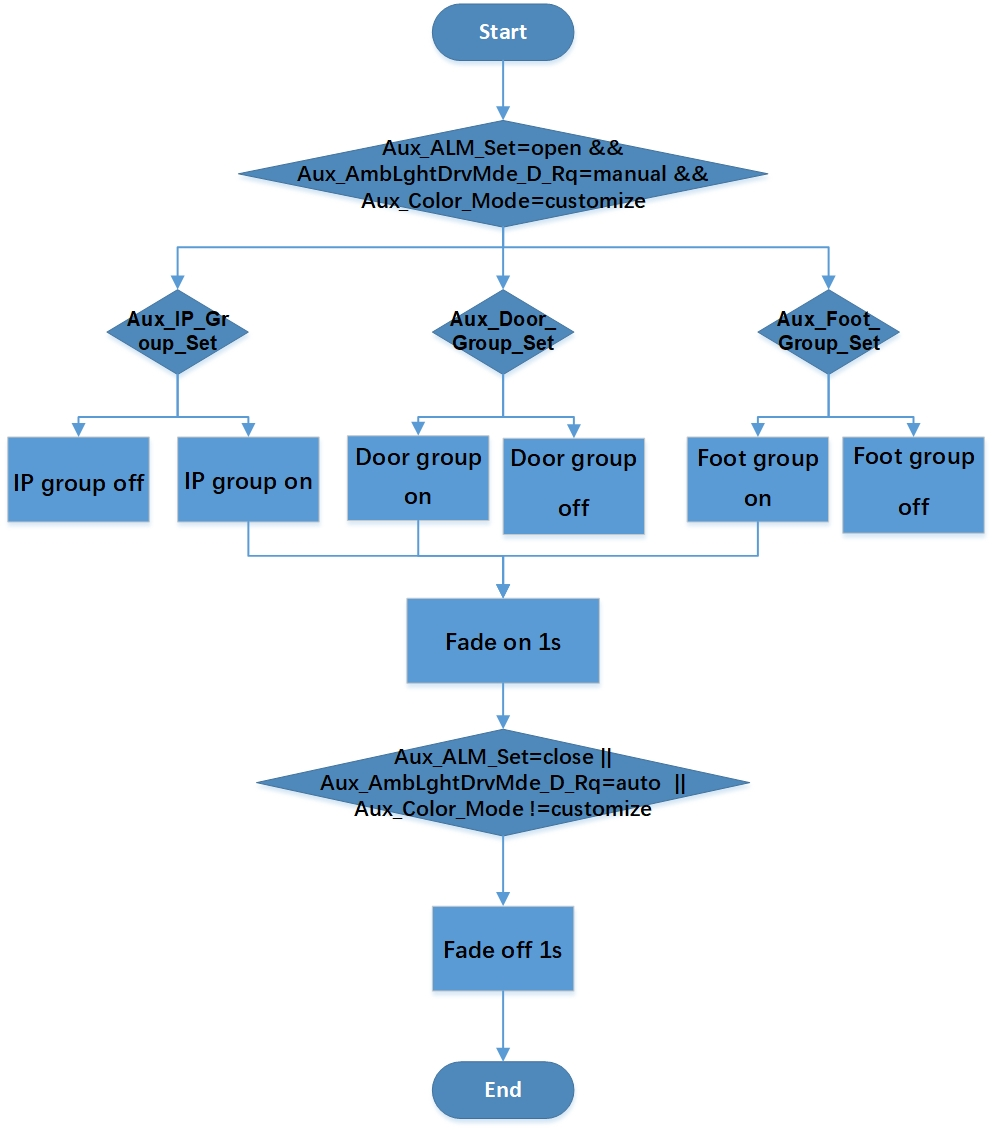 Start
Aux_ALM_Set=open &&
Aux_AmbLghtDrvMde_D_Rq=manual &&
Aux_Color_Mode=customize
Aux_IP_Gr
oup_Set
Aux_Door_
Group_Set
Aux_Foot_
Group_Set
IP group off
IP group on
Door group
on
Door group
off
Foot group
on
Foot group
off
Fade on 1s
Aux_ALM_Set=close ||
Aux_AmbLghtDrvMde_D_Rq=auto ||
Aux_Color_Mode !=customize
Fade off 1s
End